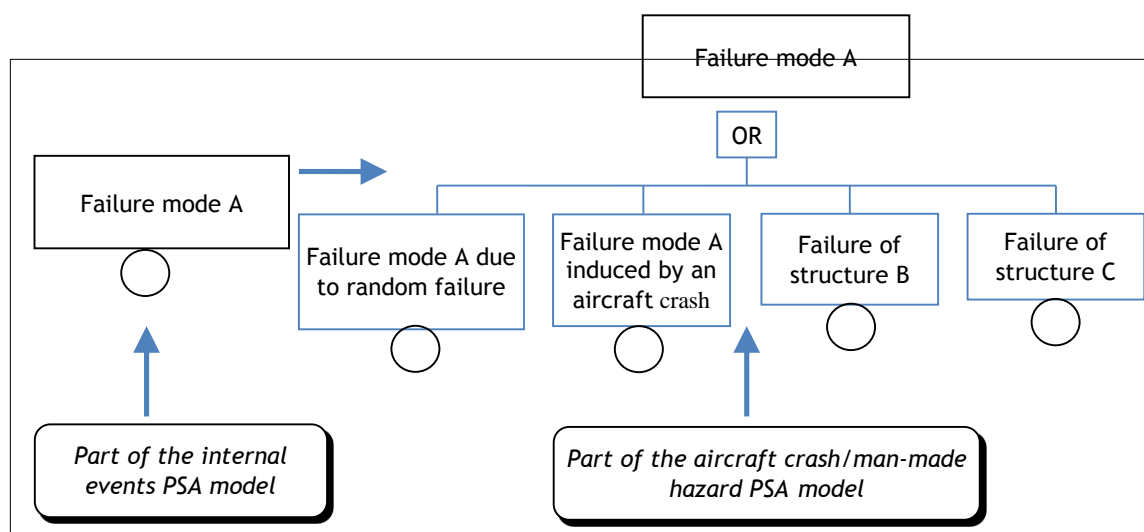 Failure mode A
OR
Failure mode A
Failure mode A due
to random failure
Failure mode A
induced by an
aircraft crash
Failure of
structure B
Failure of
structure C
Part of the internal
events PSA model
Part of the aircraft crash/man-made
hazard PSA model